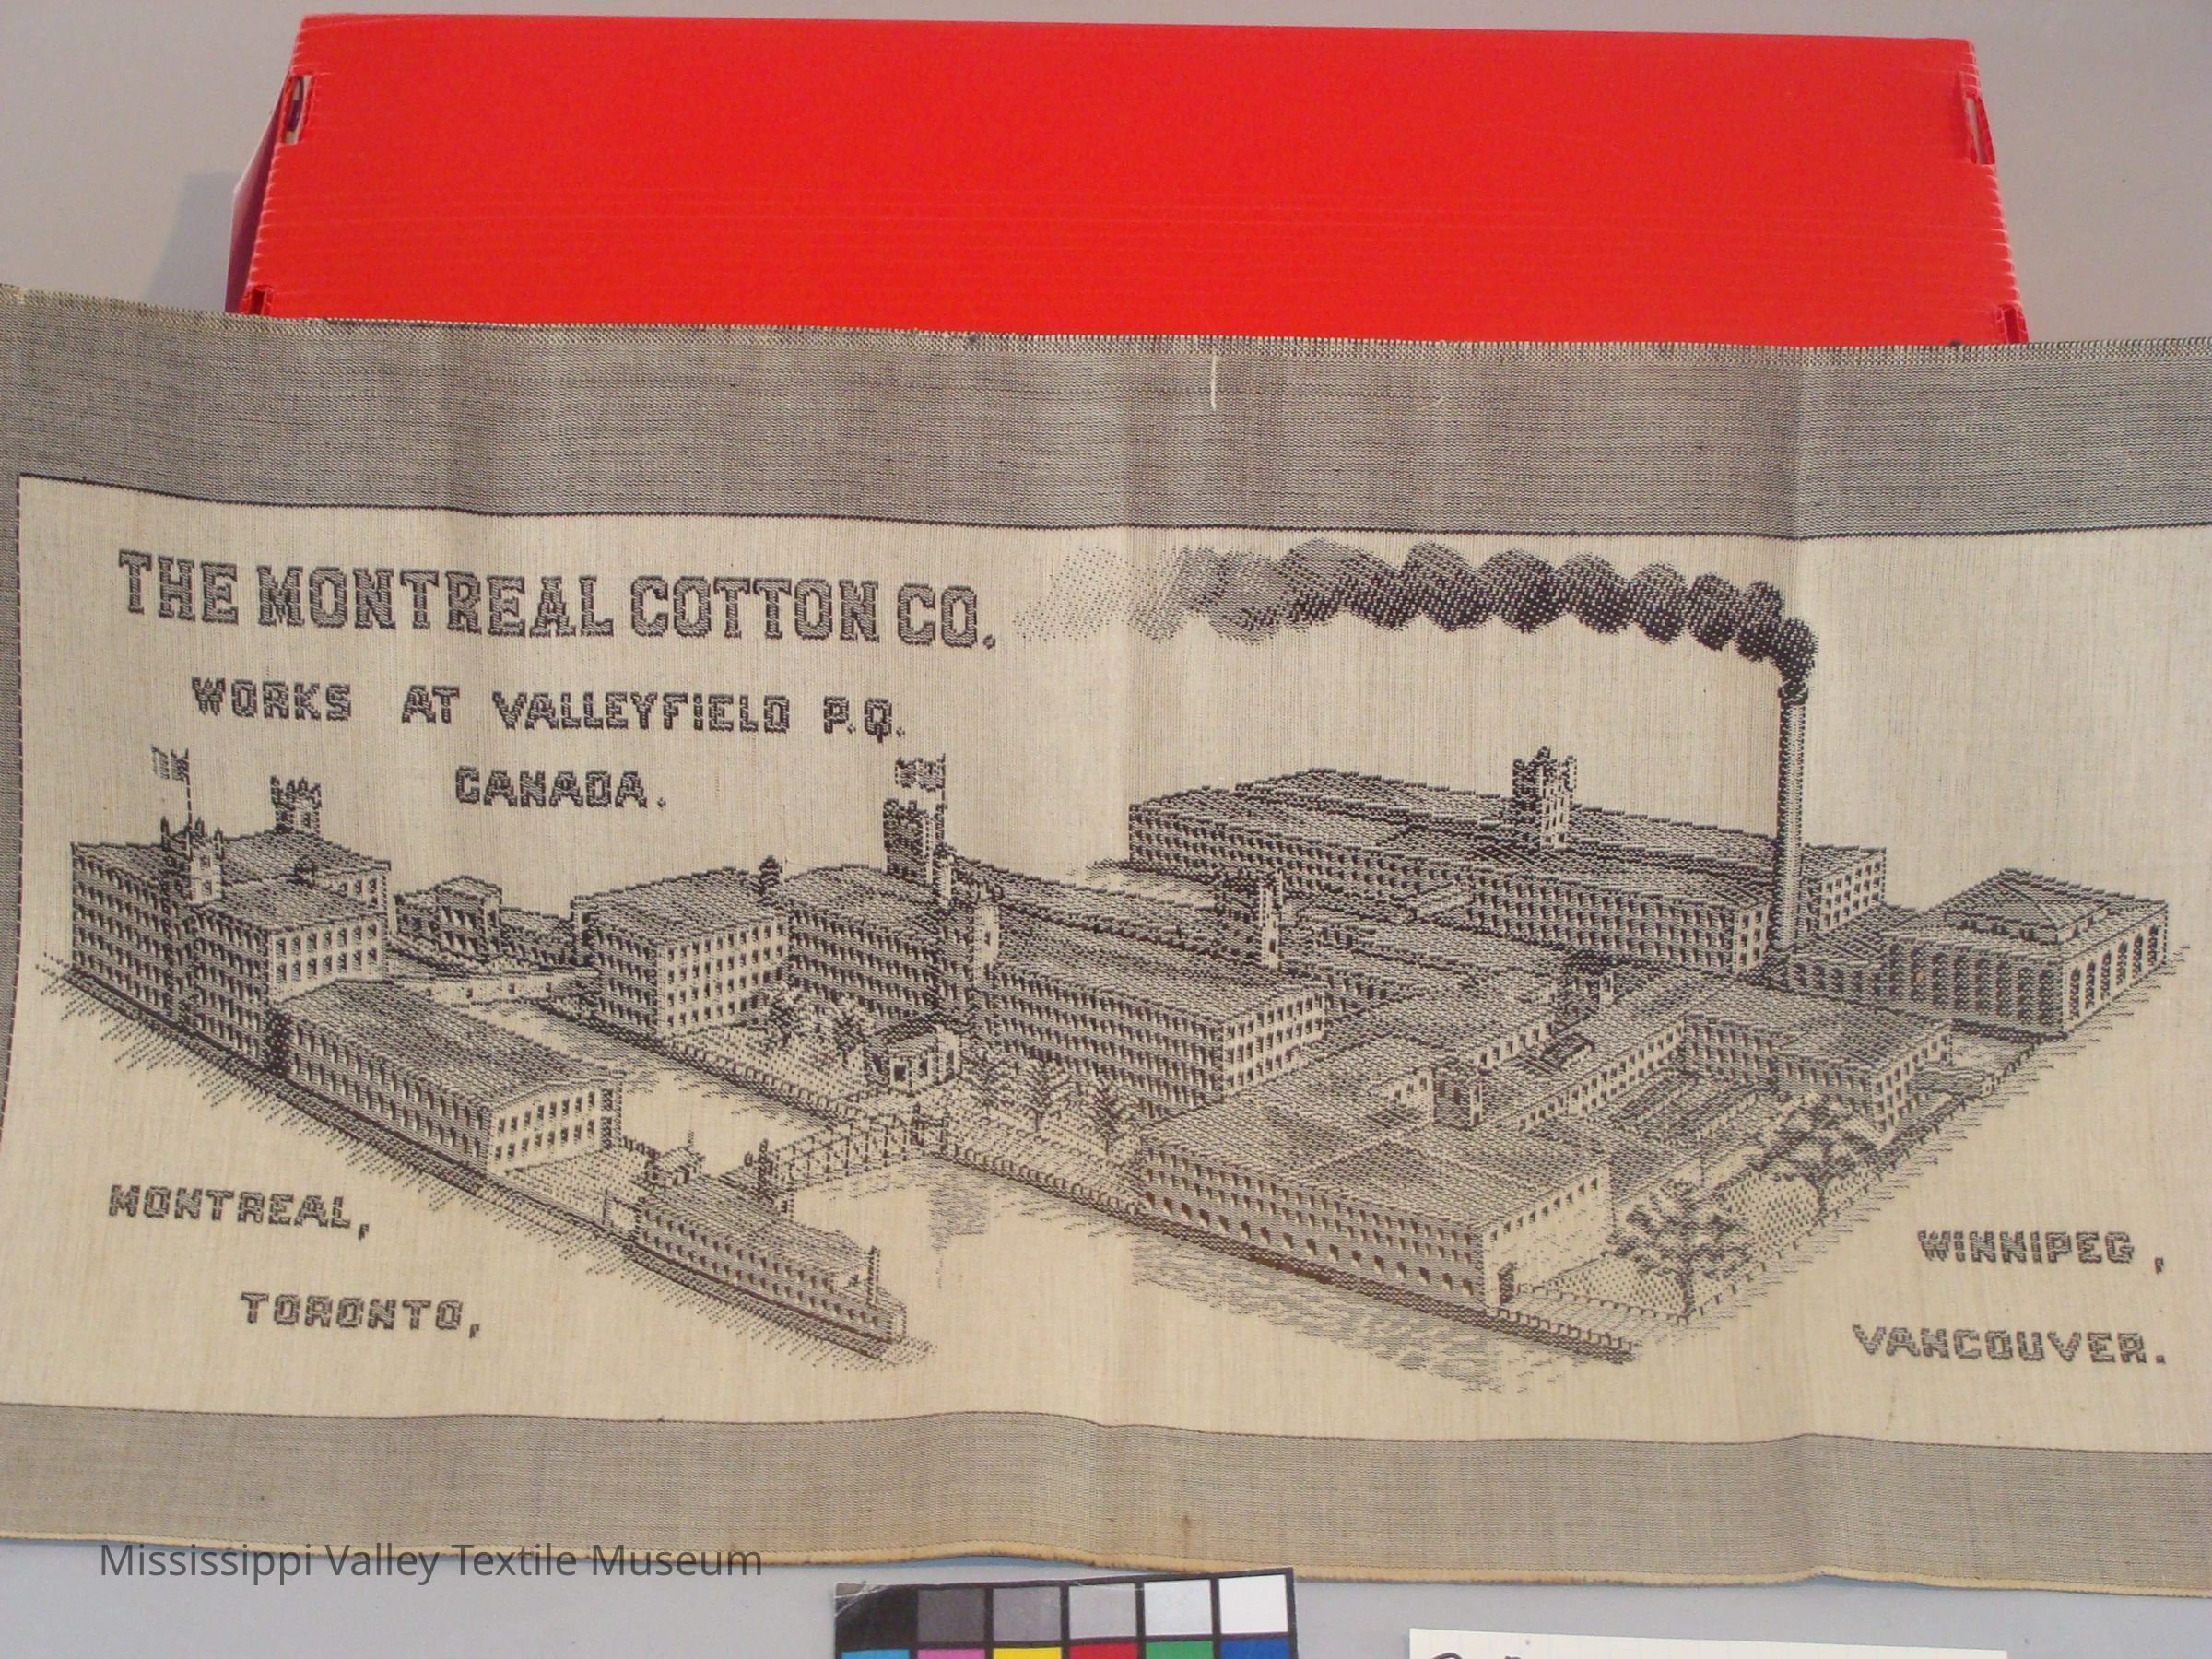 THE MONTREAL COTTON CO.
WORKS AT VALLEYFIELD P.Q.
CANADA.
MONTREAL,
TORONTO,
WINNIPEG,
VANCOUVER.
Mississippi Valley Textile Museum